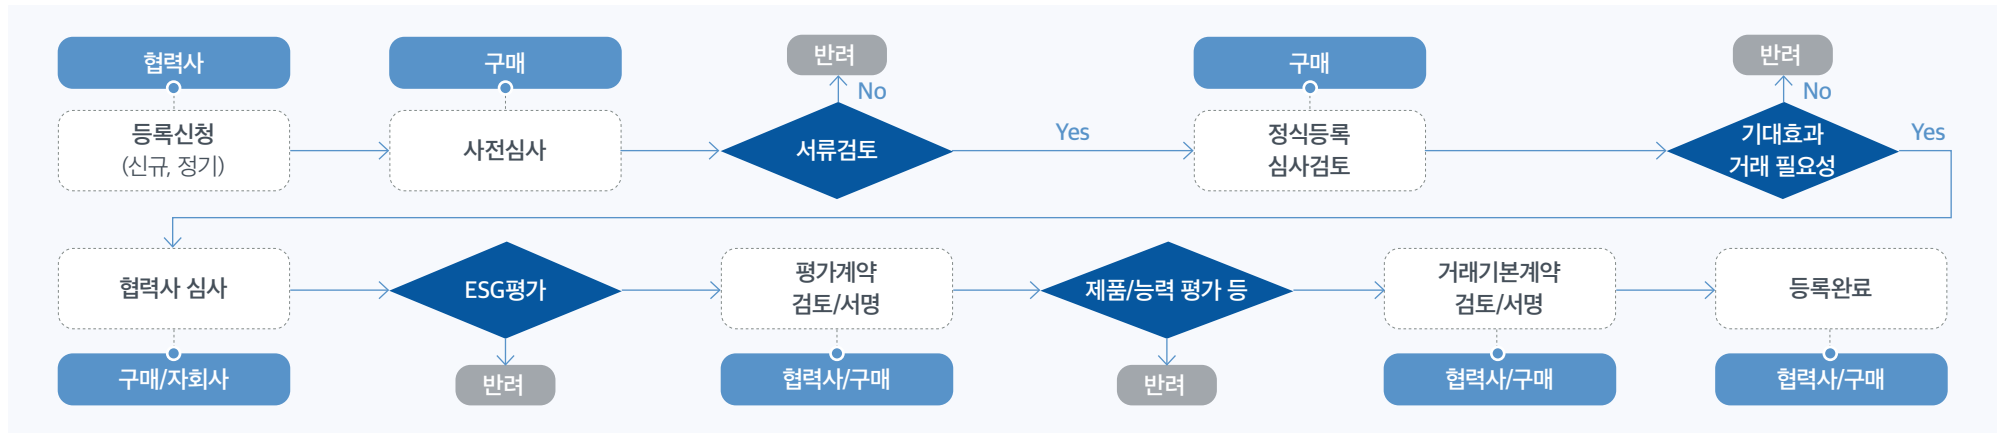 협력사
구매
반려
구매
반려
No
No
등록신청
(신규, 정기)
사전심사
서류검토
Yes
정식등록
심사검토
기대효과
거래 필요성
Yes
협력사 심사
ESG평가
평가계약
검토/서명
제품/능력 평가 등
거래기본계약
검토/서명
등록완료
구매/자회사
반려
협력사/구매
반려
협력사/구매
협력사/구매